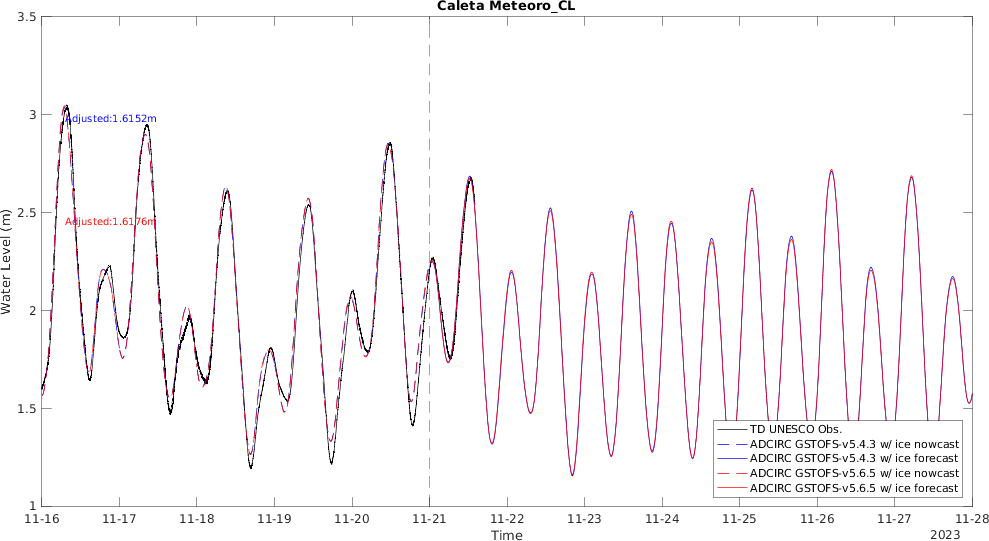 Caleta Meteoro_CL
3.5
3
2.5
2
1.5
1
Water Level (m)
Adjusted:1.6152m
Adjusted:1.6176m
TD UNESCO Obs.
ADCIRC GSTOFS-v5.4.3 w/ ice nowcast
ADCIRC GSTOFS-v5.4.3 w/ ice forecast
ADCIRC GSTOFS-v5.6.5 w/ ice nowcast
ADCIRC GSTOFS-v5.6.5 w/ ice forecast
11-16 11-17 11-18 11-19 11-20 11-21 11-22 11-23 11-24 11-25 11-26 11-27 11-28
Time
2023